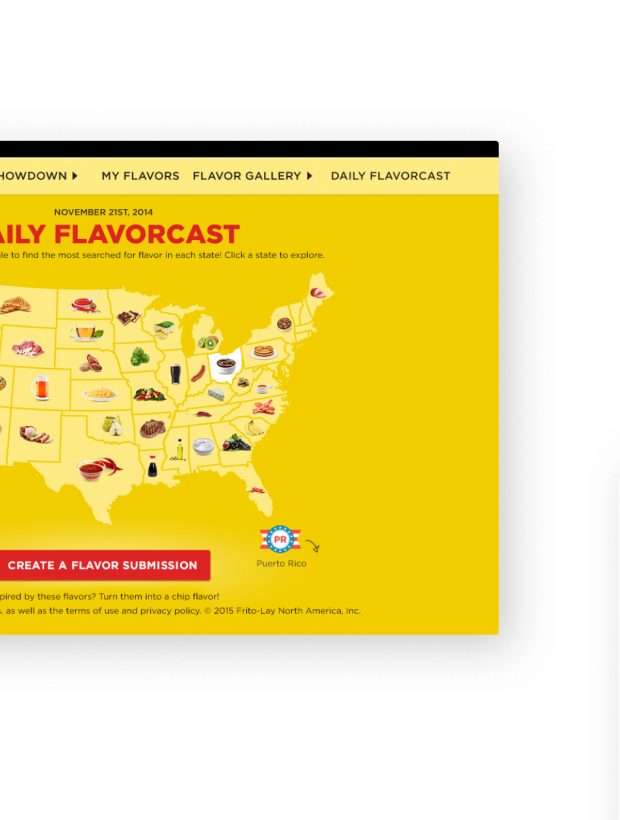 HOWDOWN MY FLAVORS FLAVOR GALLERY DAILY FLAVORCAST
NOVEMBER 21ST, 2014
AILY FLAVORCAST
le to find the most searched for flavor in each state! Click a state to explore.
PR
Puerto Rico
CREATE A FLAVOR SUBMISSION
pired by these flavors? Turn them into a chip flavor!
s, as well as the terms of use and privacy policy. © 2015 Frito-Lay North America, Inc.